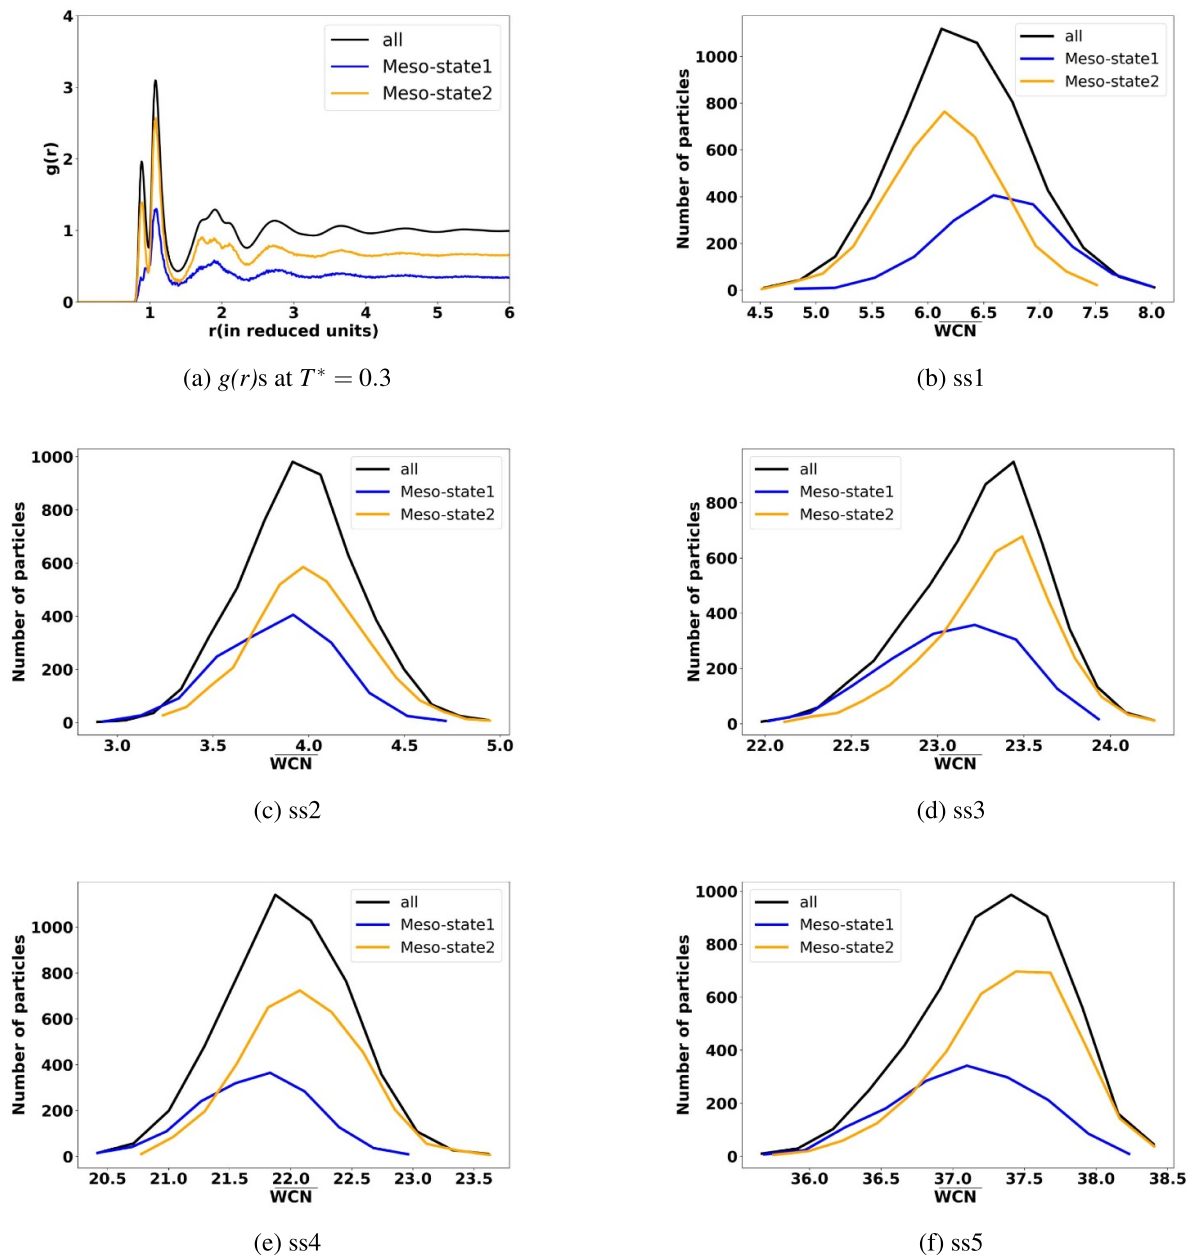 4
3
2
1
0
g(r)
all
Meso-state1
Meso-state2
1 2 3 4 5 6
r(in reduced units)
(a) g(r)s at T* = 0.3
1000
800
600
400
200
0
Number of particles
all
Meso-state1
Meso-state2
4.5 5.0 5.5 6.0 6.5 7.0 7.5 8.0
WCN
(b) ss1
1000
800
600
400
200
0
Number of particles
all
Meso-state1
Meso-state2
3.0 3.5 4.0 4.5 5.0
WCN
(c) ss2
800
600
400
200
0
Number of particles
all
Meso-state1
Meso-state2
22.0 22.5 23.0 23.5 24.0
WCN
(d) ss3
1000
800
600
400
200
0
Number of particles
all
Meso-state1
Meso-state2
20.5 21.0 21.5 22.0 22.5 23.0 23.5
WCN
(e) ss4
1000
800
600
400
200
0
Number of particles
all
Meso-state1
Meso-state2
36.0 36.5 37.0 37.5 38.0 38.5
WCN
(f) ss5